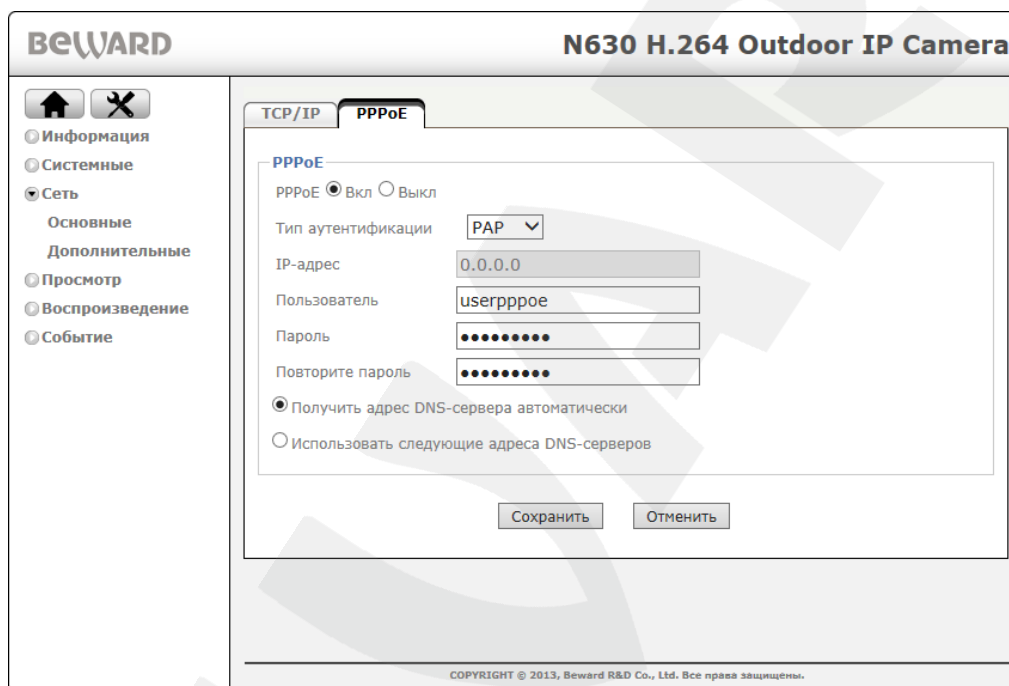 BEWARD
N630 H.264 Outdoor IP Camera
Информация
Системные
Сеть
Основные
Дополнительные
Просмотр
Воспроизведение
Событие
TCP/IP PPPoE
PPPoE
PPPoE Вкл Выкл
Тип аутентификации PAP
IP-адрес 0.0.0.0
Пользователь userpppoe
Пароль •••••••••
Повторите пароль •••••••••
Получить адрес DNS-сервера автоматически
Использовать следующие адреса DNS-серверов
Сохранить Отменить
COPYRIGHT © 2013, Beward R&D Co., Ltd. Все права защищены.